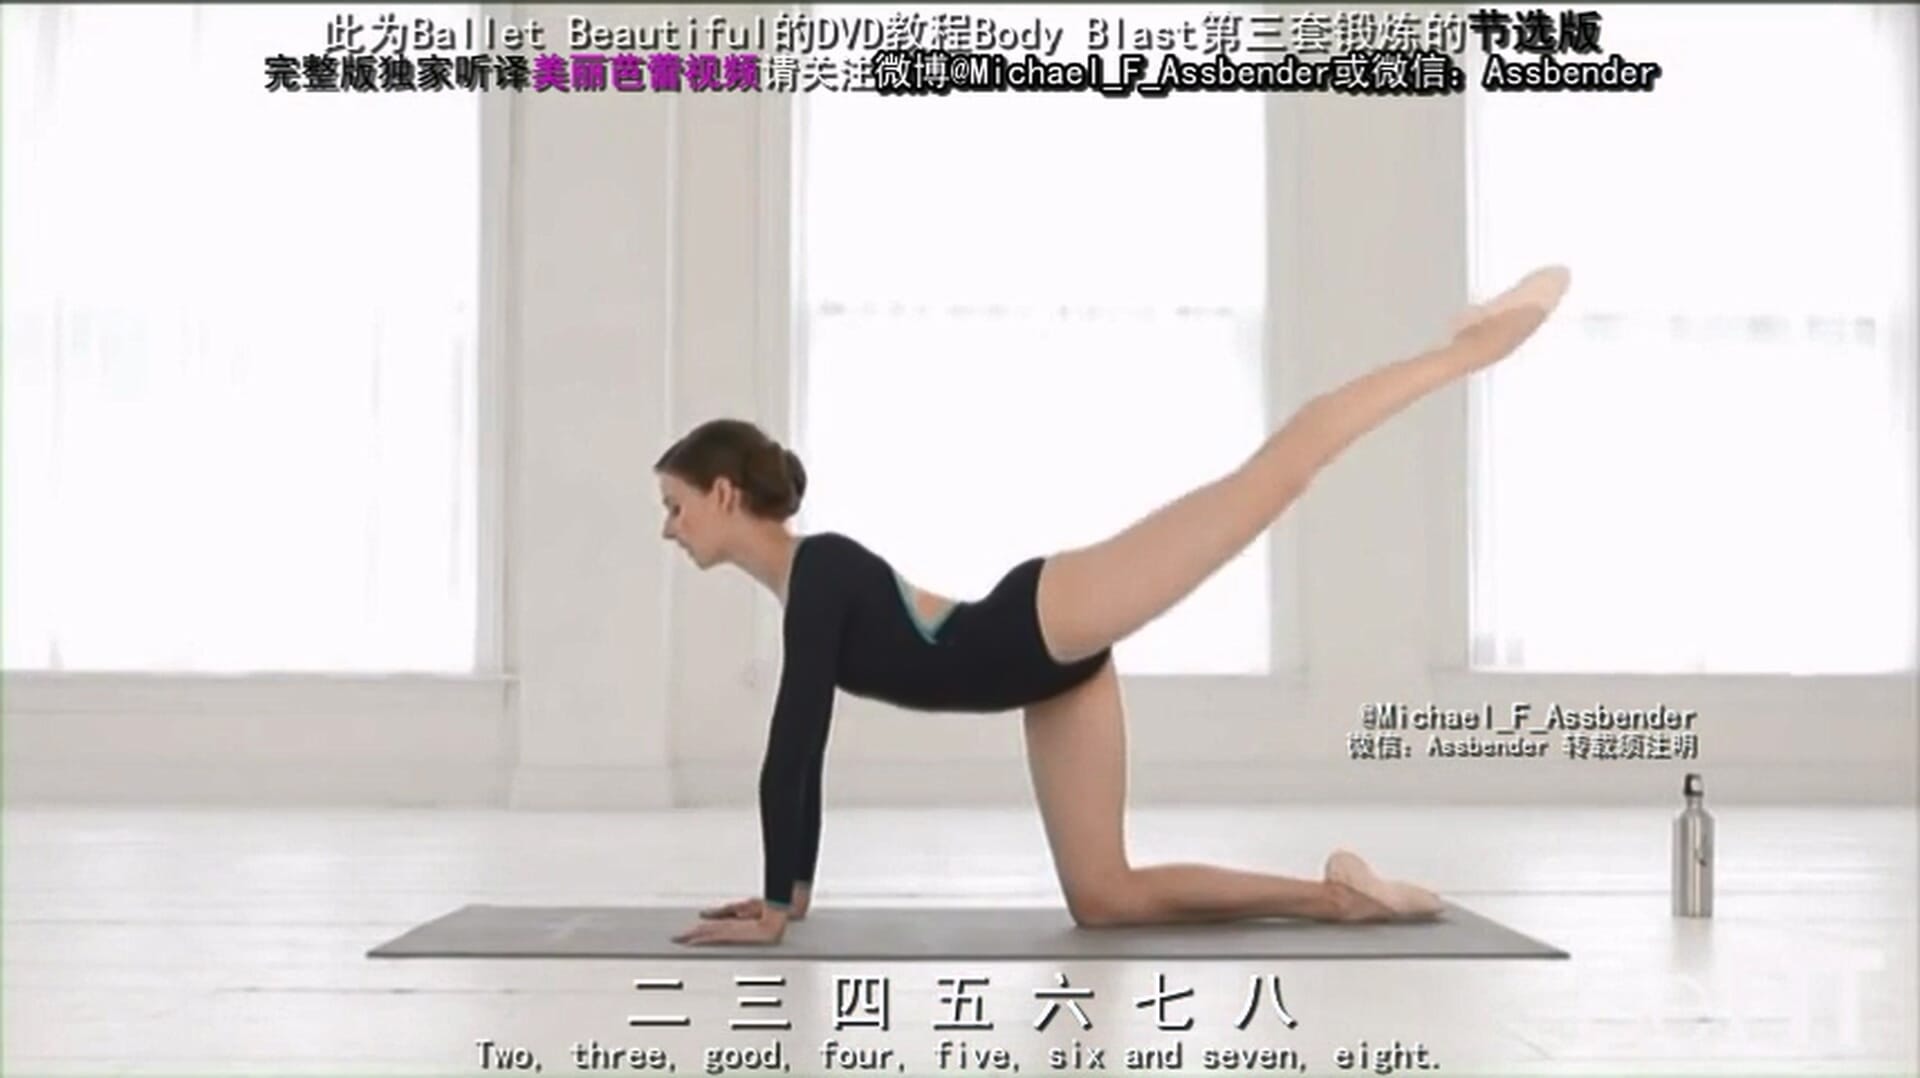 此为Ballet Beautiful的DVD教程Body Blast第三套锻炼的节选版
完整版独家听译美丽芭蕾视频请关注微博@Michael_F_Assbender或微信：Assbender
@Michael_F_Assbender
微信：Assbender 转载须注明
二 三 四 五 六 七 八
Two, three, good, four, five, six and seven, eight.